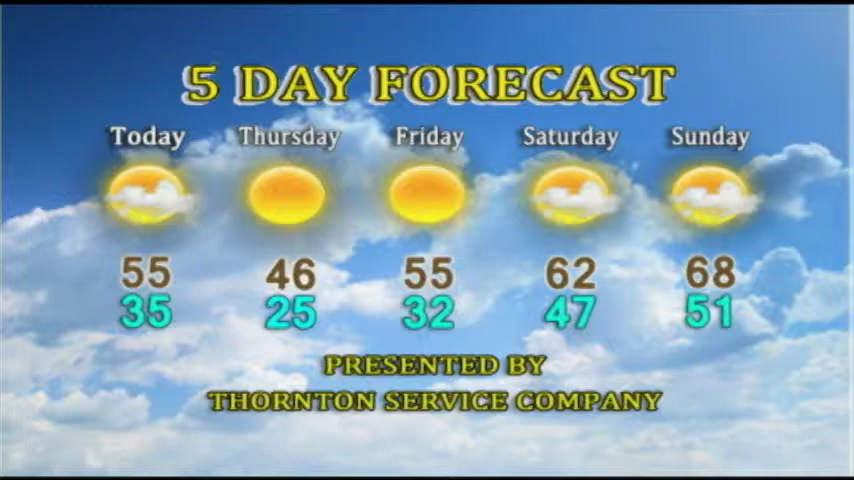 5 DAY FORECAST
Today Thursday Friday Saturday Sunday
55 46 55 62 68
35 25 32 47 51
PRESENTED BY
THORNTON SERVICE COMPANY